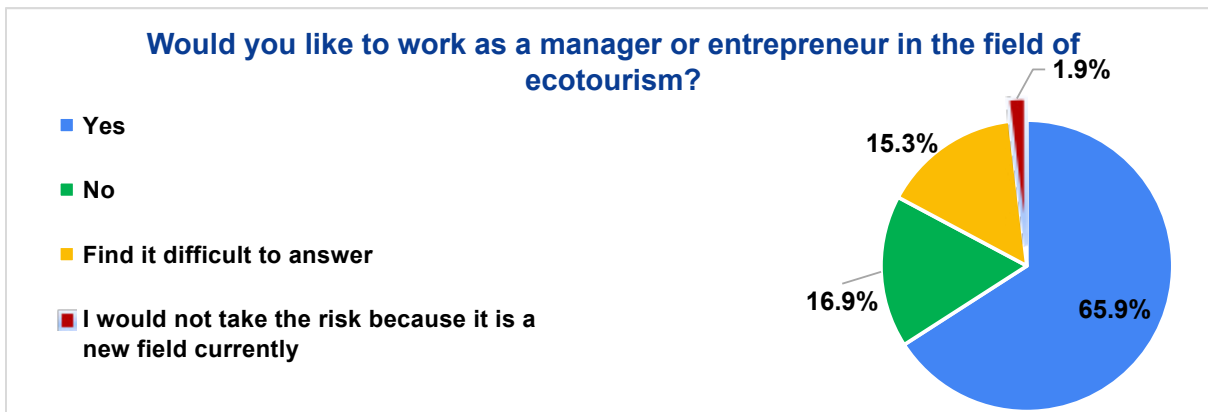 Would you like to work as a manager or entrepreneur in the field of
ecotourism?
Yes
No
Find it difficult to answer
I would not take the risk because it is a
new field currently
1.9%
15.3%
16.9%
65.9%